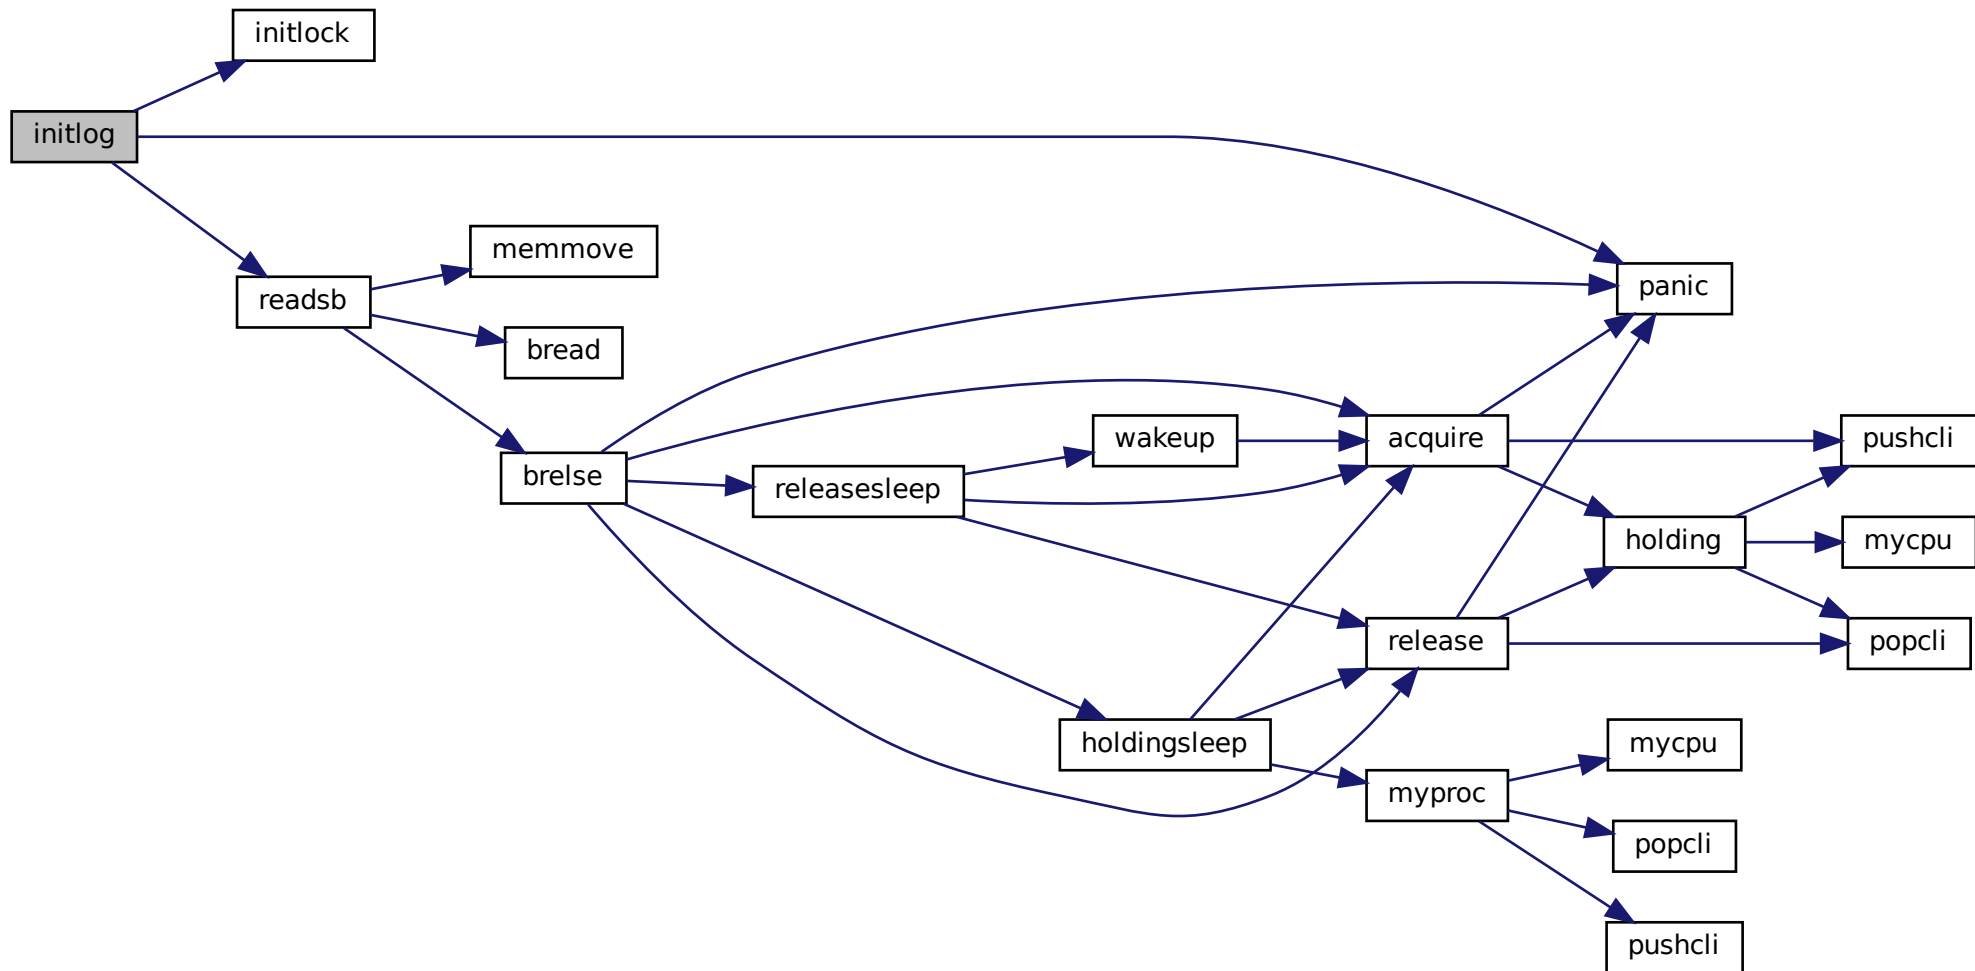 initlock
initlog
memmove
panic
readsb
bread
wakeup
acquire
pushcli
brelse
releasesleep
holding
mycpu
release
popcli
holdingsleep
mycpu
myproc
popcli
pushcli